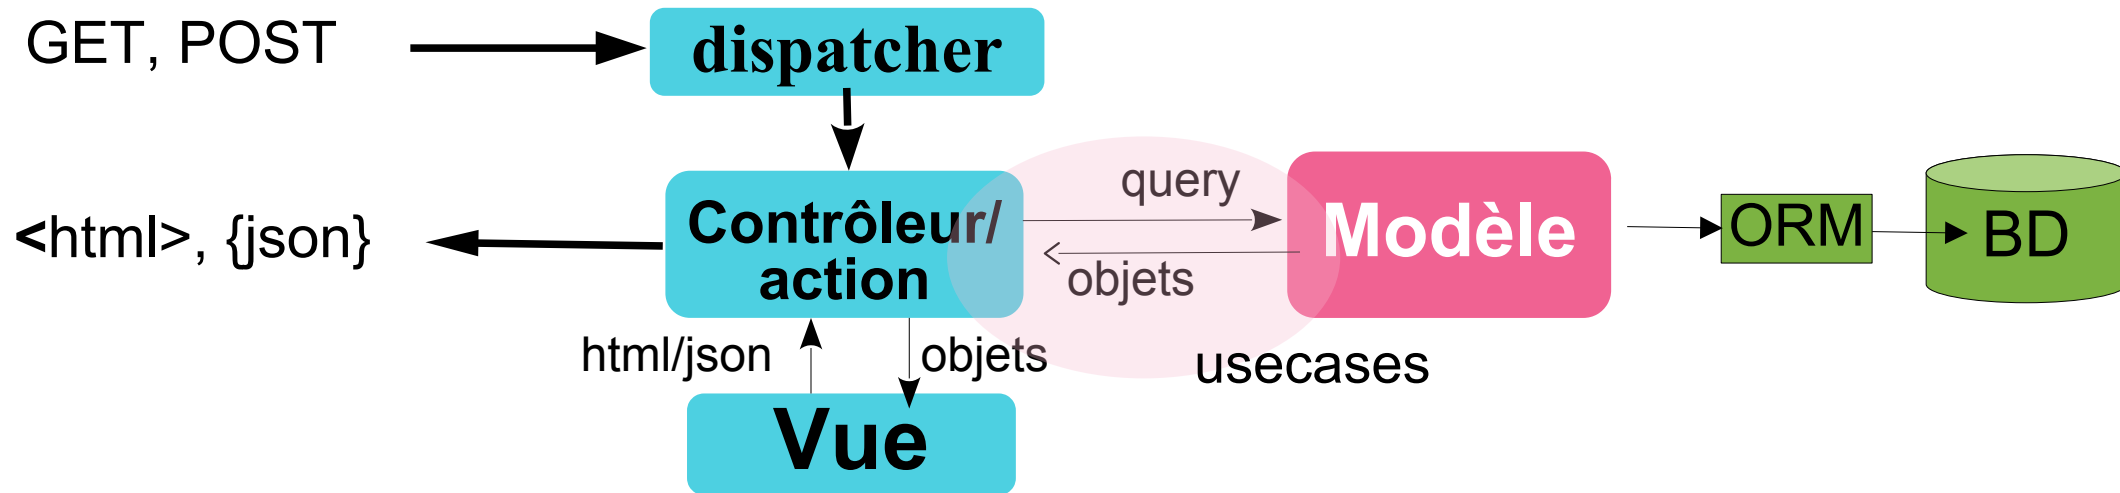 GET, POST
dispatcher
<html>, {json}
Contrôleur/
action
query
objets
Modèle
ORM
BD
html/json
objets
usecases
Vue